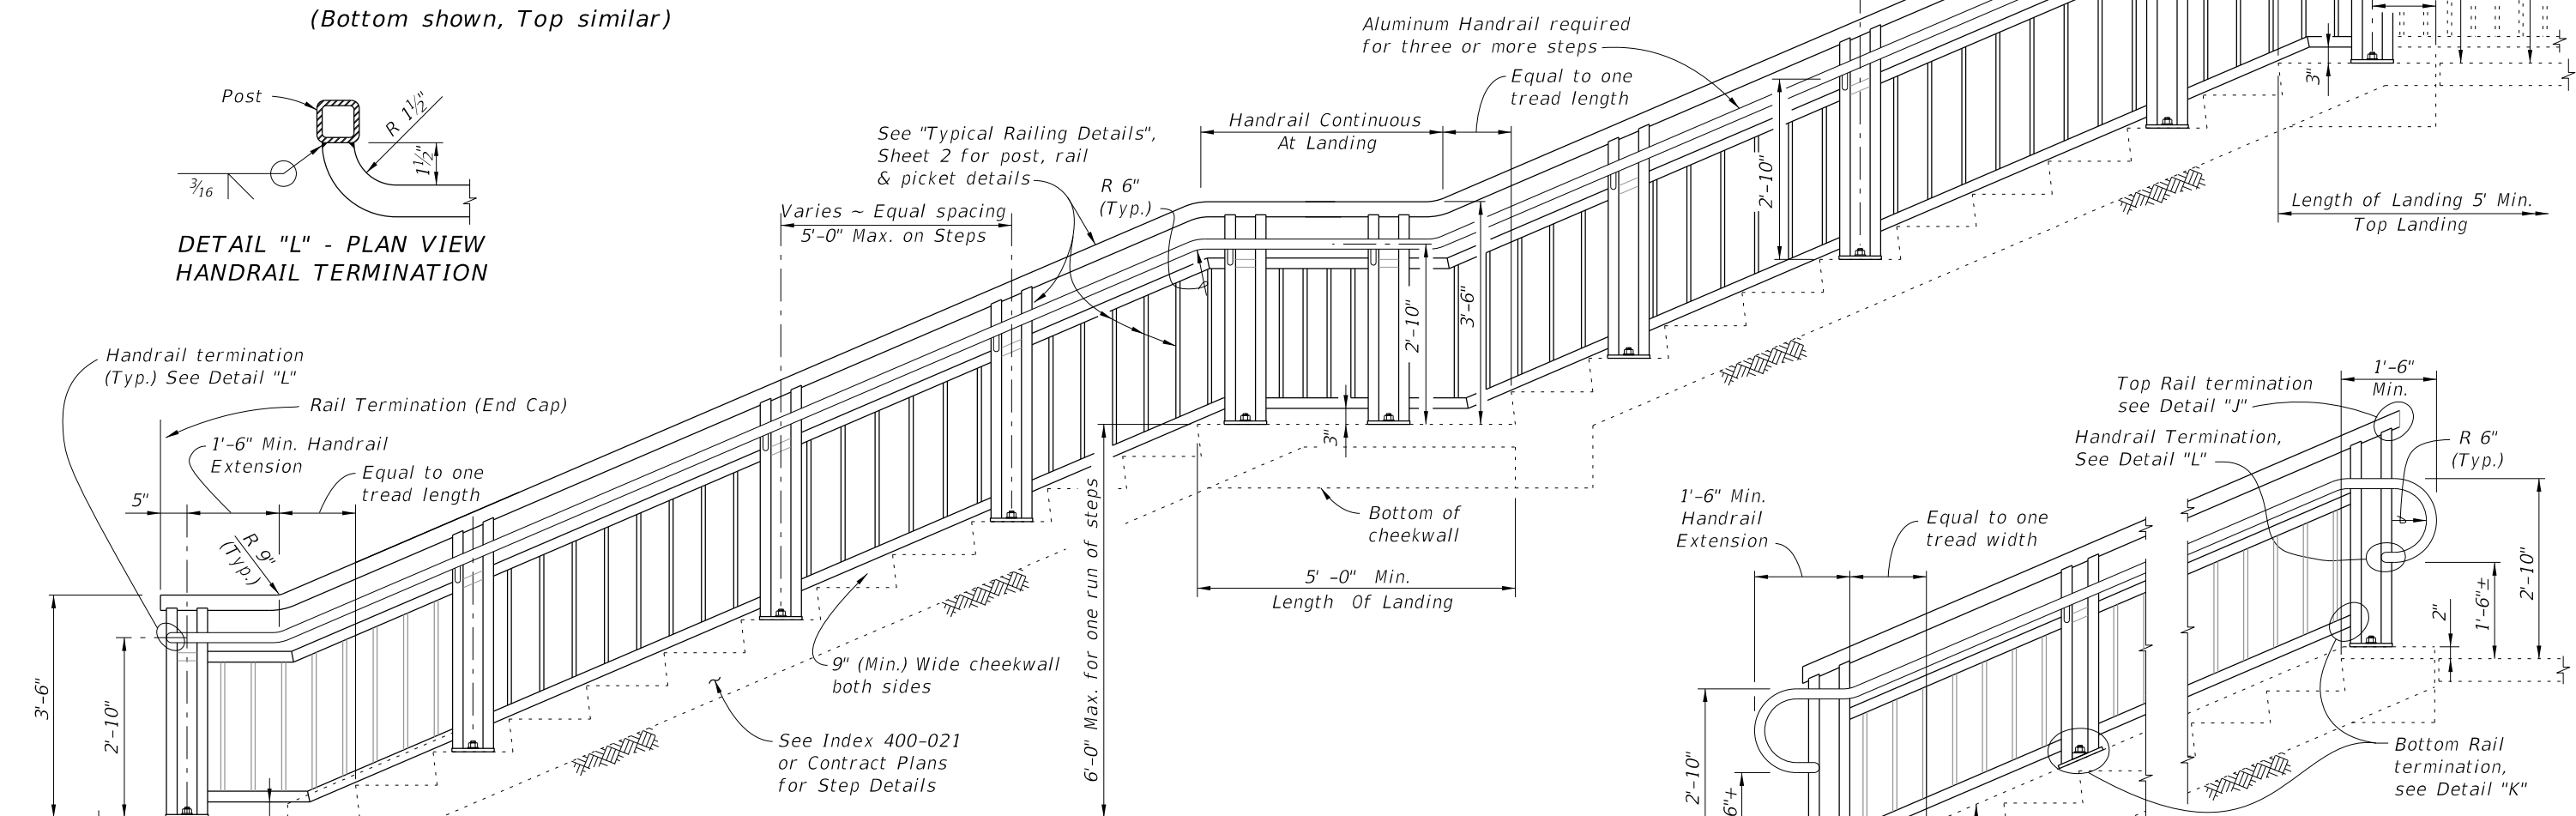 (Bottom shown, Top similar)
Post
R 1½"
1½"
3/16
DETAIL "L" - PLAN VIEW
HANDRAIL TERMINATION
Aluminum Handrail required
for three or more steps
Equal to one
tread length
Handrail Continuous
At Landing
See "Typical Railing Details",
Sheet 2 for post, rail
& picket details
R 6"
(Typ.)
Varies ~ Equal spacing
5'-0" Max. on Steps
2'-10"
3"
Length of Landing 5' Min.
Top Landing
2'-10"
3'-6"
3"
Handrail termination
(Typ.) See Detail "L"
Rail Termination (End Cap)
1'-6" Min. Handrail
Extension
Equal to one
tread length
5"
R 9"
(Typ.)
3'-6"
2'-10"
6'-0" Max. for one run of steps
Bottom of
cheekwall
5' -0" Min.
Length Of Landing
9" (Min.) Wide cheekwall
both sides
See Index 400-021
or Contract Plans
for Step Details
1'-6"
Min.
Top Rail termination
see Detail "J"
Handrail Termination,
See Detail "L"
R 6"
(Typ.)
1'-6" Min.
Handrail
Extension
Equal to one
tread width
2'-10"
1'-6"±
2"
2'-10"
Bottom Rail
termination,
see Detail "K"